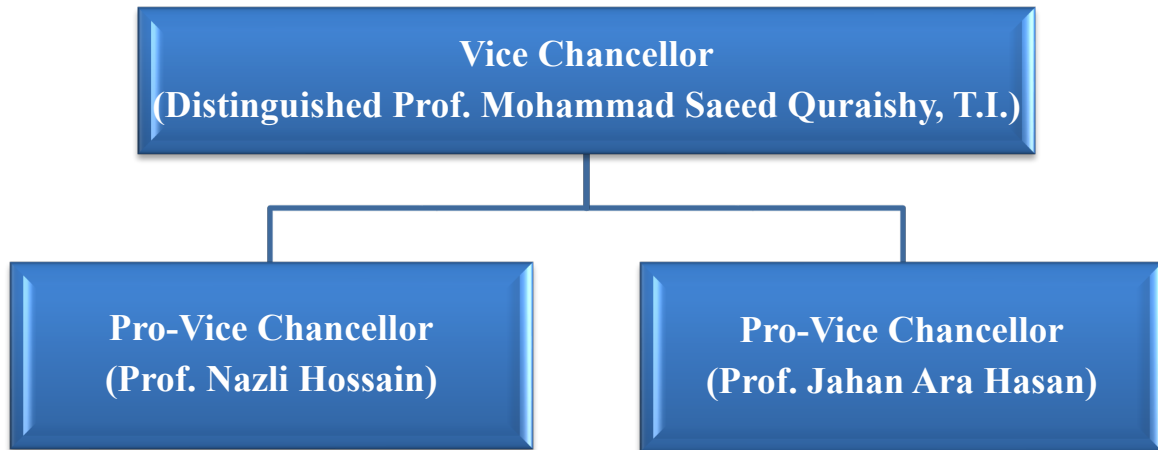 Vice Chancellor
(Distinguished Prof. Mohammad Saeed Quraishy, T.I.)
Pro-Vice Chancellor
(Prof. Nazli Hossain)
Pro-Vice Chancellor
(Prof. Jahan Ara Hasan)